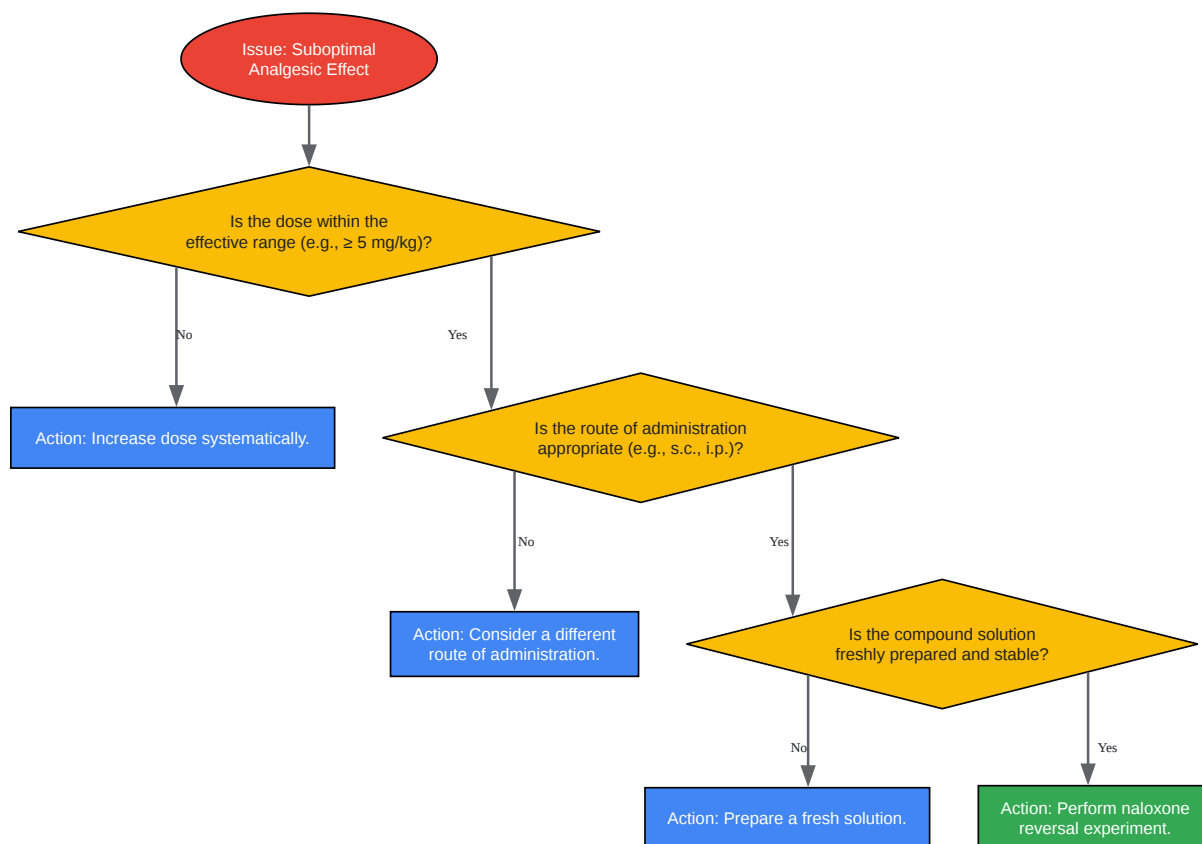 Issue: Suboptimal
Analgesic Effect
Is the dose within the
effective range (e.g., ≥ 5 mg/kg)?
No
Yes
Action: Increase dose systematically.
Is the route of administration
appropriate (e.g., s.c., i.p.)?
No
Yes
Action: Consider a different
route of administration.
Is the compound solution
freshly prepared and stable?
No
Yes
Action: Prepare a fresh solution.
Action: Perform naloxone
reversal experiment.